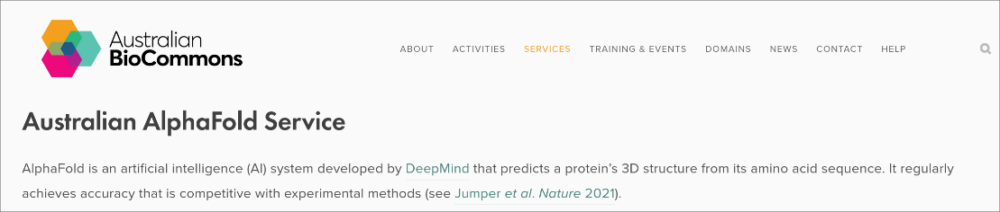 Australian
BioCommons
ABOUT ACTIVITIES SERVICES TRAINING & EVENTS DOMAINS NEWS CONTACT HELP
Australian AlphaFold Service
AlphaFold is an artificial intelligence (AI) system developed by DeepMind that predicts a protein’s 3D structure from its amino acid sequence. It regularly
achieves accuracy that is competitive with experimental methods (see Jumper et al. Nature 2021).